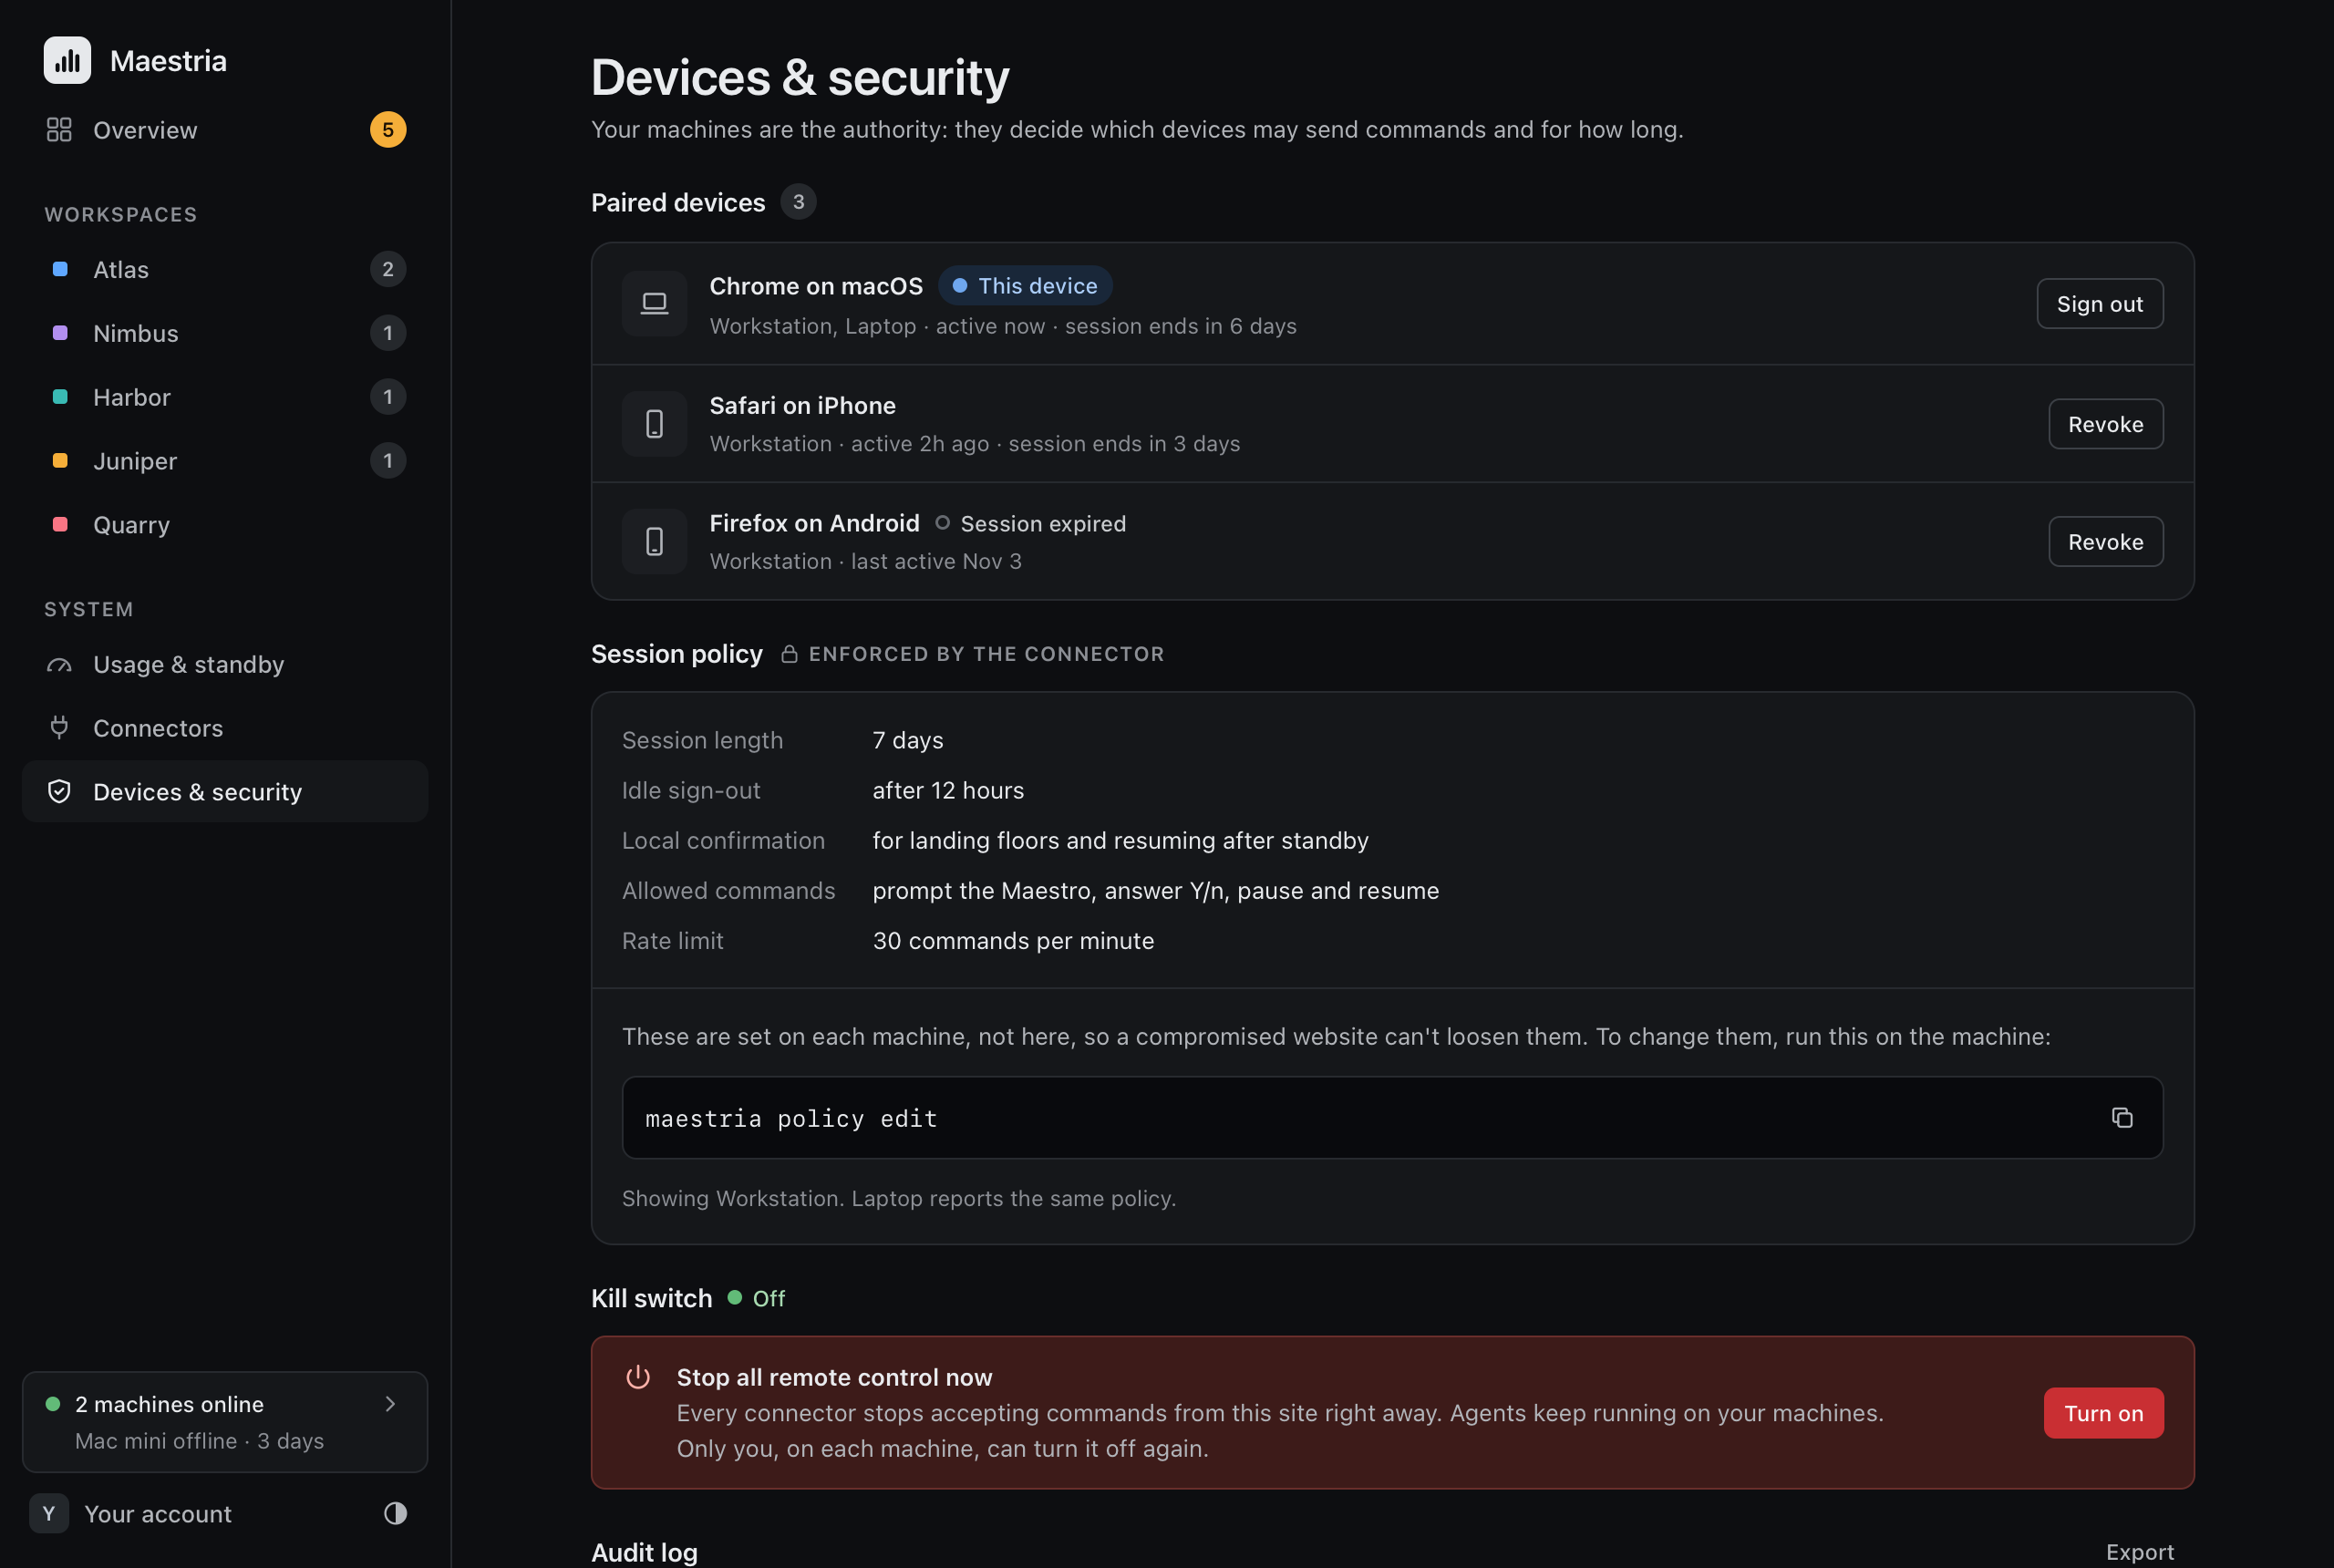 Maestria
Overview 5
WORKSPACES
Atlas 2
Nimbus 1
Harbor 1
Juniper 1
Quarry
SYSTEM
Usage & standby
Connectors
Devices & security
2 machines online
Mac mini offline · 3 days
Y Your account
Devices & security
Your machines are the authority: they decide which devices may send commands and for how long.
Paired devices 3
Chrome on macOS This device
Workstation, Laptop · active now · session ends in 6 days
Sign out
Safari on iPhone
Workstation · active 2h ago · session ends in 3 days
Revoke
Firefox on Android Session expired
Workstation · last active Nov 3
Revoke
Session policy ENFORCED BY THE CONNECTOR
Session length 7 days
Idle sign-out after 12 hours
Local confirmation for landing floors and resuming after standby
Allowed commands prompt the Maestro, answer Y/n, pause and resume
Rate limit 30 commands per minute
These are set on each machine, not here, so a compromised website can't loosen them. To change them, run this on the machine:
maestria policy edit
Showing Workstation. Laptop reports the same policy.
Kill switch Off
Stop all remote control now
Every connector stops accepting commands from this site right away. Agents keep running on your machines.
Only you, on each machine, can turn it off again.
Turn on
Audit log Export